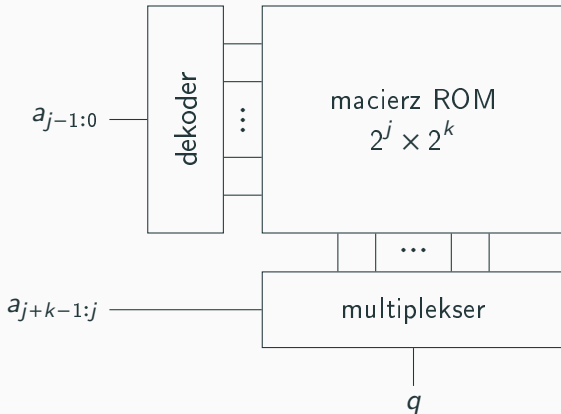 a_{j−1:0}
dekoder
...
macierz ROM
2^j × 2^k
...
a_{j+k−1:j}
multiplekser
q